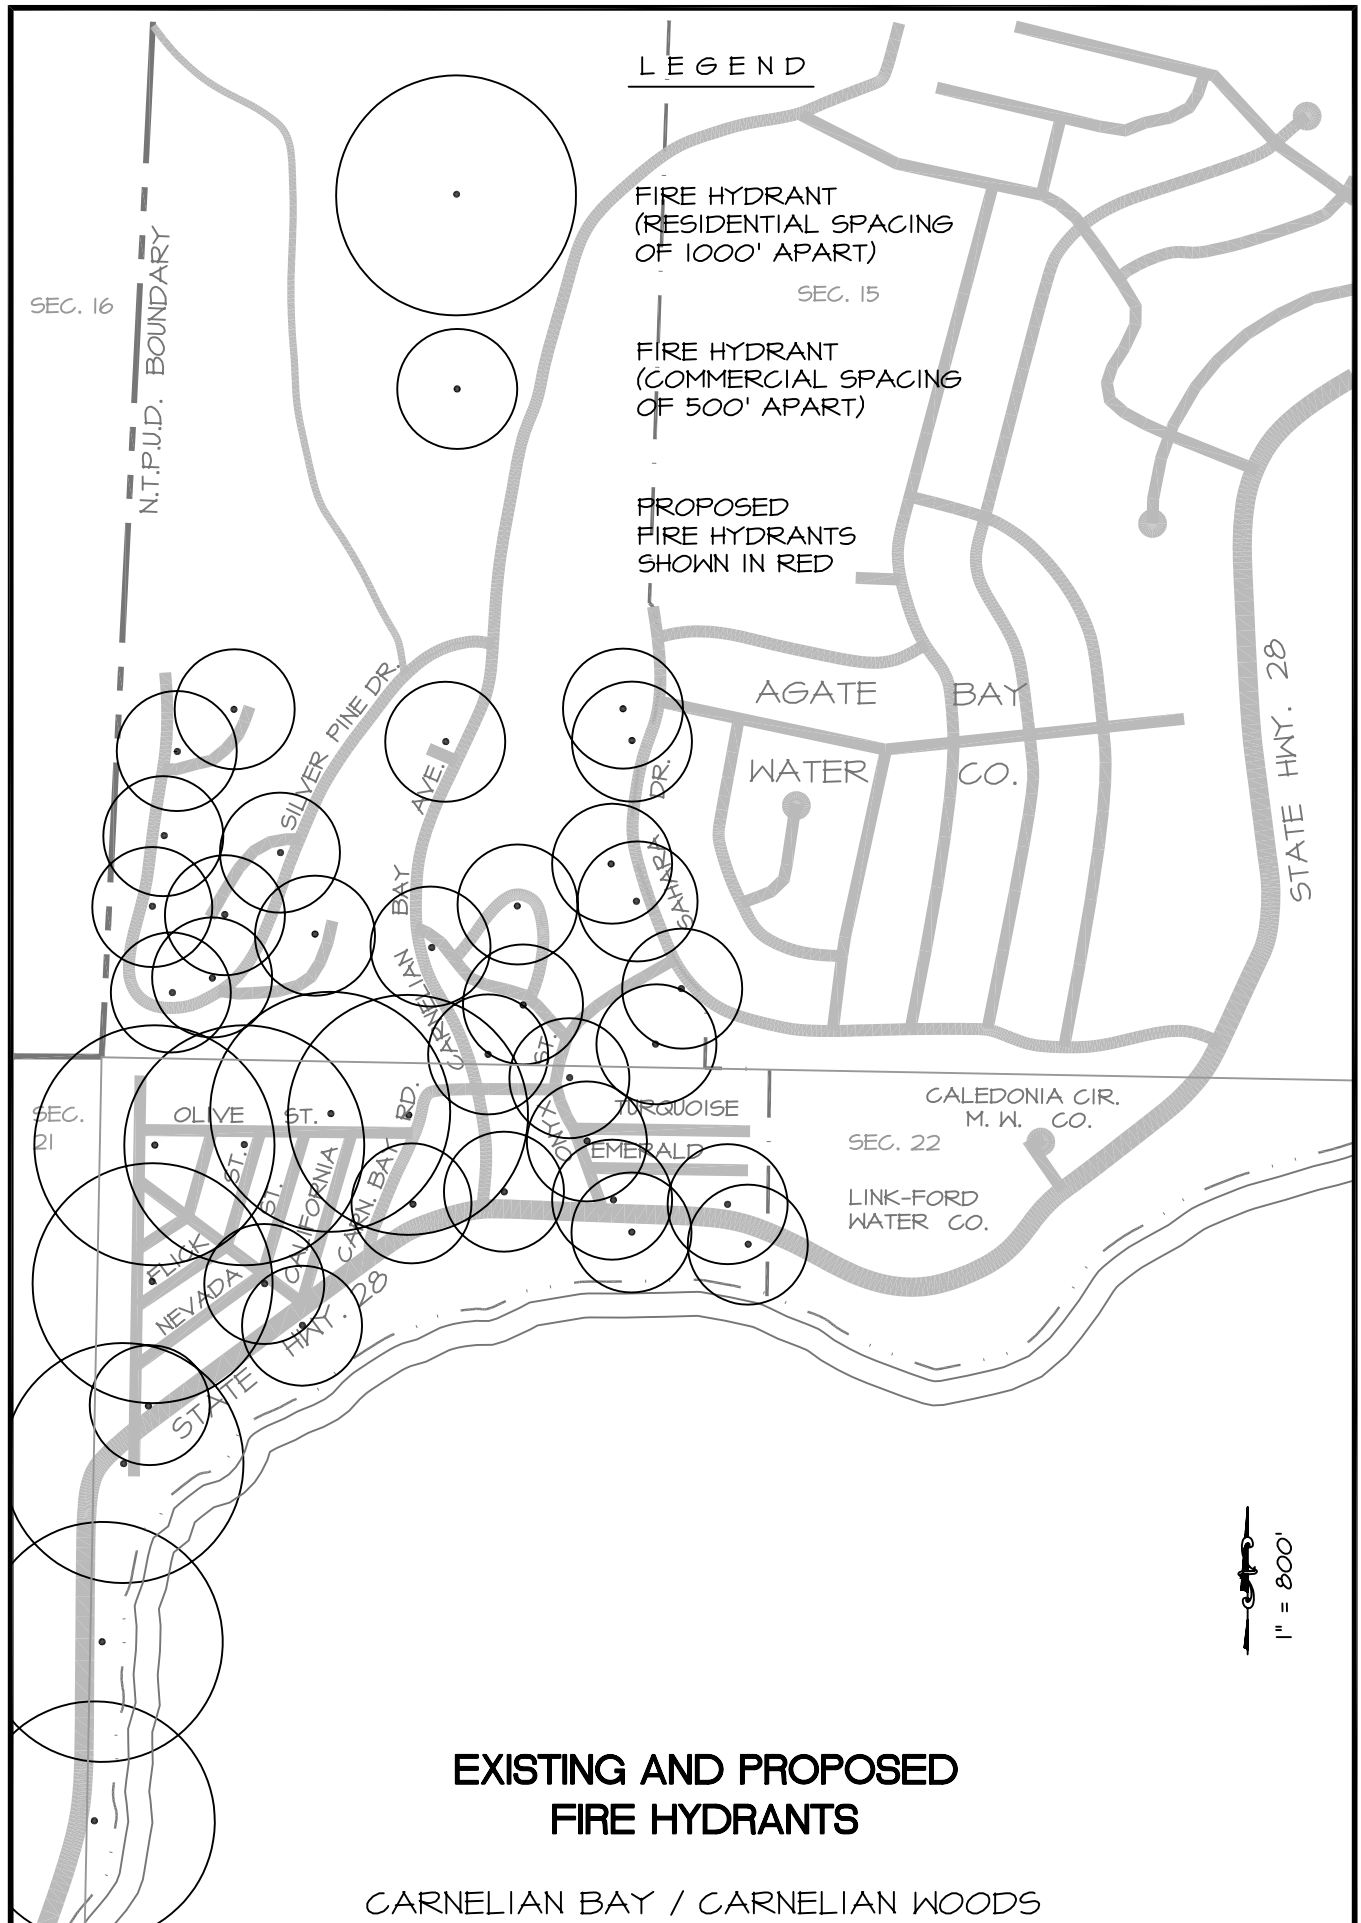 LEGEND
FIRE HYDRANT
(RESIDENTIAL SPACING
OF 1000' APART)
SEC. 16
N.T.P.U.D. BOUNDARY
SEC. 15
FIRE HYDRANT
(COMMERCIAL SPACING
OF 500' APART)
PROPOSED
FIRE HYDRANTS
SHOWN IN RED
SILVER PINE DR.
CARNELIAN BAY AVE.
SAHARA DR.
AGATE BAY
WATER CO.
STATE HWY. 28
SEC.
21
OLIVE ST.
ST.
ST.
CALIFORNIA
CARN. BAY RD.
ONYX ST.
TURQUOISE
EMERALD
CALEDONIA CIR.
M. W. CO.
SEC. 22
LINK-FORD
WATER CO.
FLICK
NEVADA
STATE HWY. 28
1" = 800'
EXISTING AND PROPOSED
FIRE HYDRANTS
CARNELIAN BAY / CARNELIAN WOODS